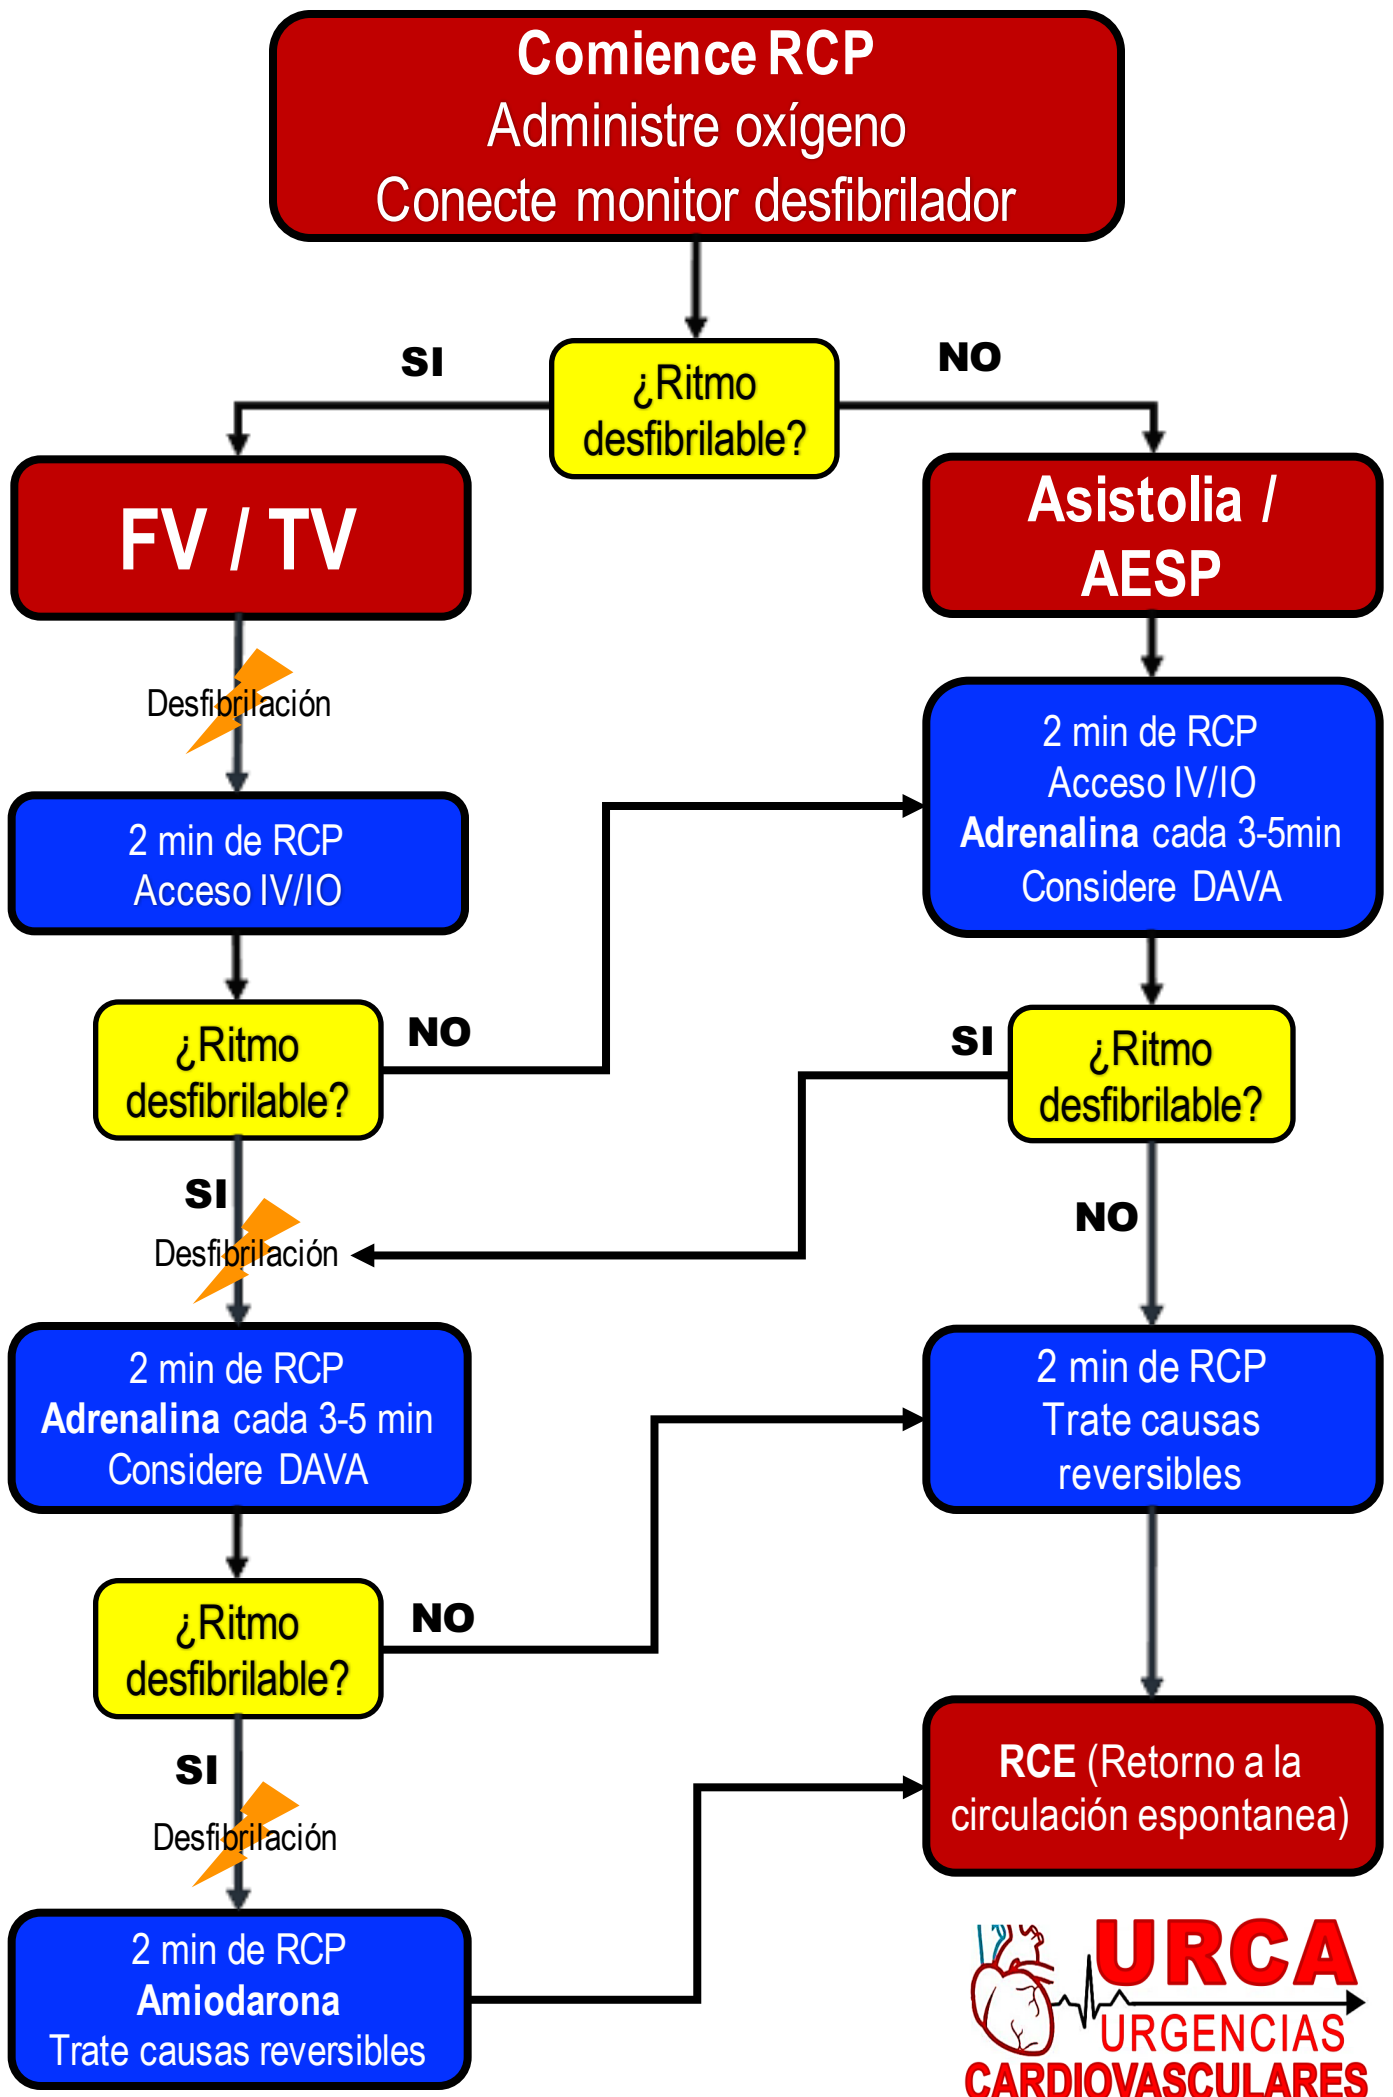 Comience RCP
Administre oxígeno
Conecte monitor desfibrilador
SI
¿Ritmo
desfibrilable?
NO
FV / TV
Asistolia /
AESP
Desfibrilación
2 min de RCP
Acceso IV/IO
2 min de RCP
Acceso IV/IO
Adrenalina cada 3-5min
Considere DAVA
¿Ritmo
desfibrilable?
NO
SI
¿Ritmo
desfibrilable?
SI
Desfibrilación
NO
2 min de RCP
Adrenalina cada 3-5 min
Considere DAVA
2 min de RCP
Trate causas
reversibles
¿Ritmo
desfibrilable?
NO
SI
Desfibrilación
RCE (Retorno a la
circulación espontanea)
2 min de RCP
Amiodarona
Trate causas reversibles
URCA
URGENCIAS
CARDIOVASCULARES